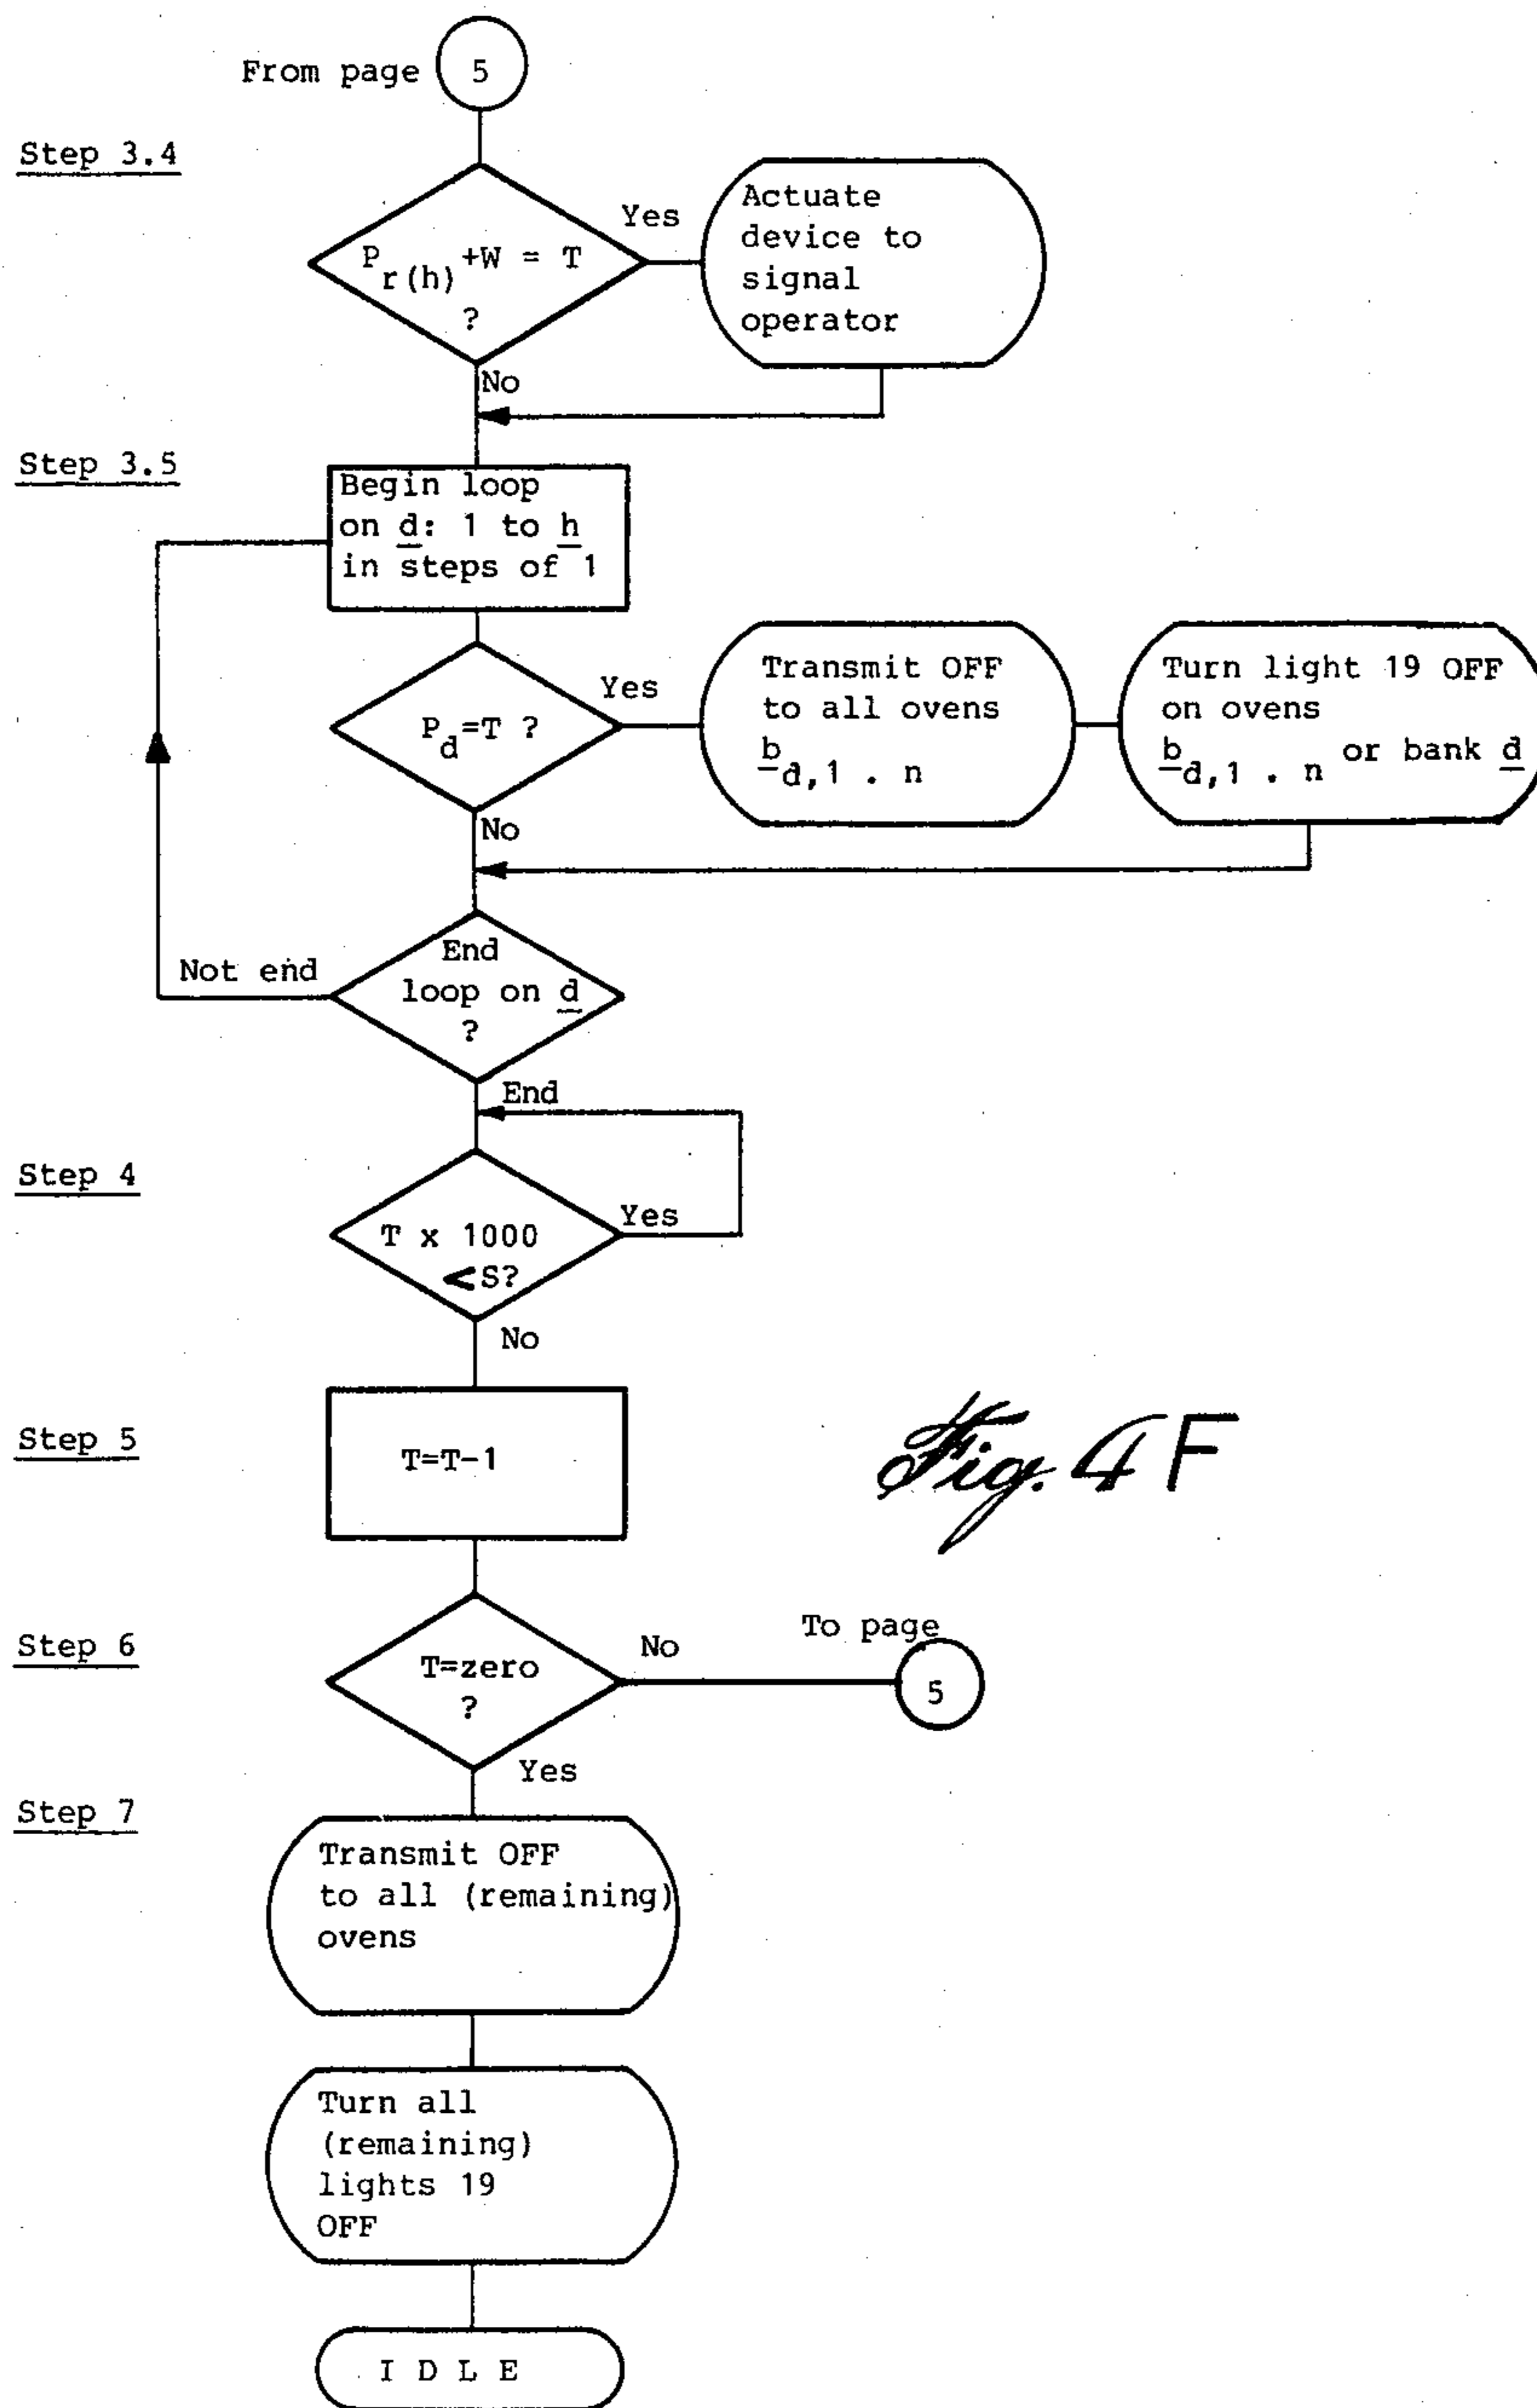 From page 5
Step 3.4
P r(h) +W = T
?
Yes
Actuate
device to
signal
operator
No
Step 3.5
Begin loop
on d: 1 to h
in steps of 1
P d =T ?
Yes
Transmit OFF
to all ovens
b d,1 . n
Turn light 19 OFF
on ovens
b d,1 . n or bank d
No
End
loop on d
?
Not end
End
Step 4
T x 1000
<S?
Yes
No
Step 5
T=T-1
Fig. 4F
Step 6
T=zero
?
No
To page
5
Yes
Step 7
Transmit OFF
to all (remaining)
ovens
Turn all
(remaining)
lights 19
OFF
I D L E